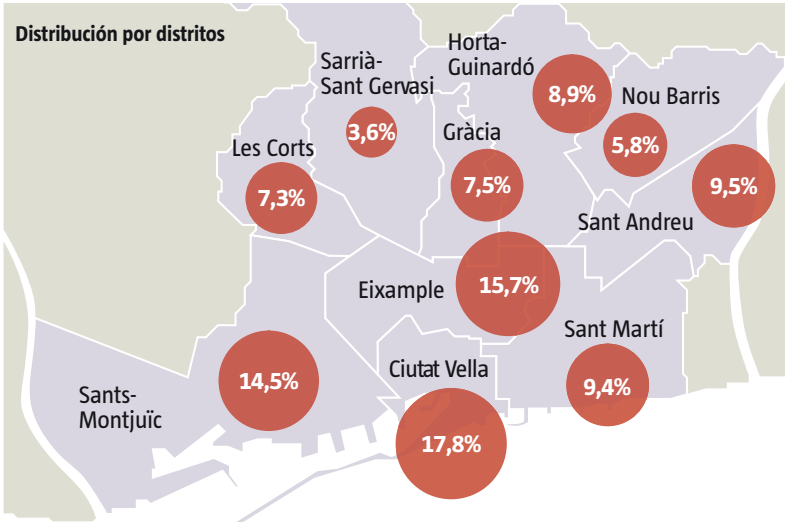 Distribución por distritos
Sarrià-
Sant Gervasi
3,6%
Horta-
Guinardó
8,9%
Nou Barris
5,8%
Les Corts
7,3%
Gràcia
7,5%
Sant Andreu
9,5%
Eixample
15,7%
Sant Martí
9,4%
Sants-
Montjuïc
14,5%
Ciutat Vella
17,8%